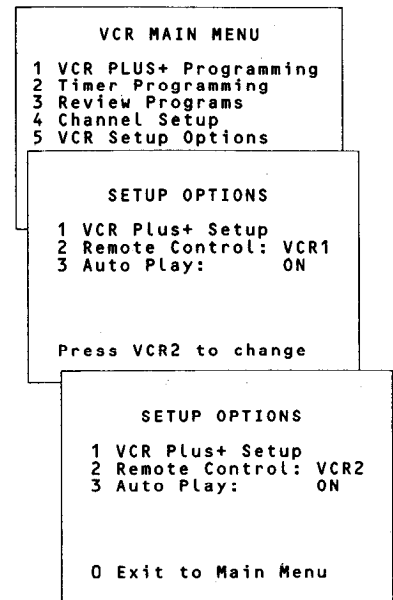 VCR MAIN MENU
1 VCR PLUS+ Programming
2 Timer Programming
3 Review Programs
4 Channel Setup
5 VCR Setup Options
SETUP OPTIONS
1 VCR Plus+ Setup
2 Remote Control: VCR1
3 Auto Play: ON
Press VCR2 to change
SETUP OPTIONS
1 VCR Plus+ Setup
2 Remote Control: VCR2
3 Auto Play: ON
0 Exit to Main Menu